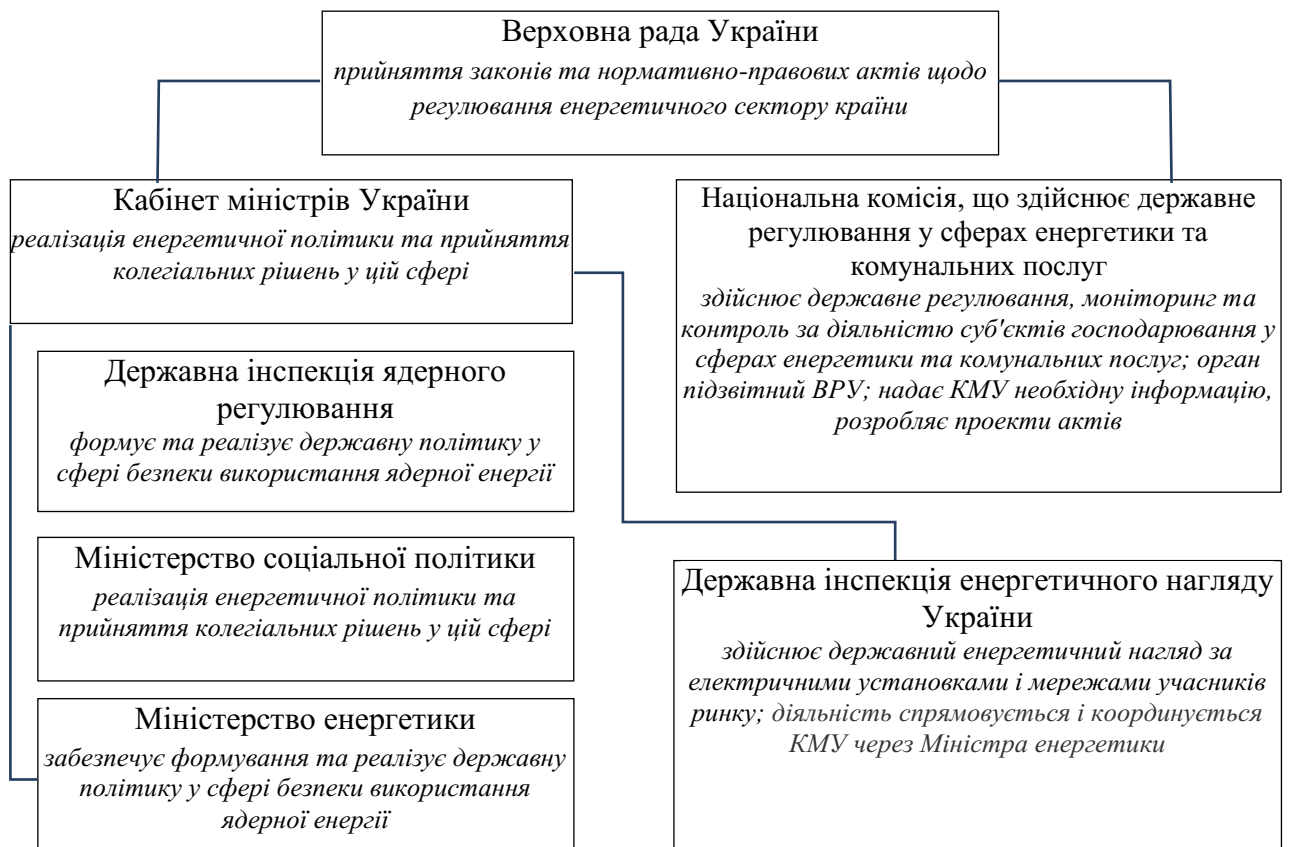 Верховна рада України
прийняття законів та нормативно-правових актів щодо
регулювання енергетичного сектору країни
Кабінет міністрів України
реалізація енергетичної політики та прийняття
колегіальних рішень у цій сфері
Національна комісія, що здійснює державне
регулювання у сферах енергетики та
комунальних послуг
здійснює державне регулювання, моніторинг та
контроль за діяльністю суб'єктів господарювання у
сферах енергетики та комунальних послуг; орган
підзвітний ВРУ; надає КМУ необхідну інформацію,
розробляє проекти актів
Державна інспекція ядерного
регулювання
формує та реалізує державну політику у
сфері безпеки використання ядерної енергії
Міністерство соціальної політики
реалізація енергетичної політики та
прийняття колегіальних рішень у цій сфері
Міністерство енергетики
забезпечує формування та реалізує державну
політику у сфері безпеки використання
ядерної енергії
Державна інспекція енергетичного нагляду
України
здійснює державний енергетичний нагляд за
електричними установками і мережами учасників
ринку; діяльність спрямовується і координується
КМУ через Міністра енергетики